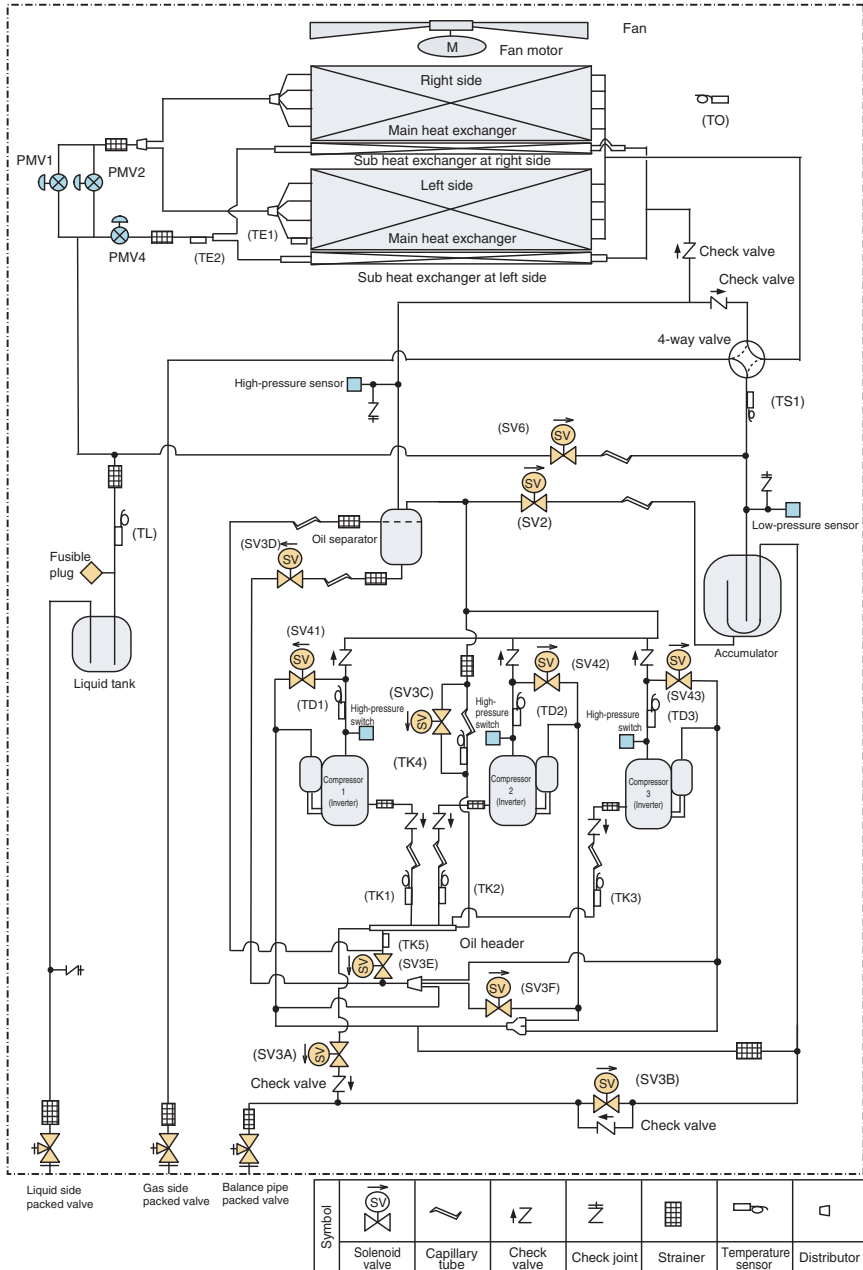 Fan
M
Fan motor
Right side
Main heat exchanger
(TO)
PMV1
PMV2
Sub heat exchanger at right side
Left side
(TE1)
Main heat exchanger
PMV4
(TE2)
Sub heat exchanger at left side
Check valve
Check valve
4-way valve
High-pressure sensor
(TS1)
(SV6)
SV
SV
(SV2)
(TL)
Oil separator
Low-pressure sensor
(SV3D)
SV
Fusible
plug
Liquid tank
Accumulator
(SV41)
SV
(SV42)
SV
(SV43)
SV
(SV3C)
SV
(TD1)
High-pressure
switch
High-
pressure
switch
(TD2)
High-pressure
switch
(TD3)
(TK4)
Compressor
1
(Inverter)
Compressor
2
(Inverter)
Compressor
3
(Inverter)
(TK1)
(TK2)
(TK3)
(TK5)
Oil header
SV
(SV3E)
SV
(SV3F)
(SV3A)
SV
Check valve
SV
(SV3B)
Check valve
Liquid side
packed valve
Gas side
packed valve
Balance pipe
packed valve
Symbol
SV
Solenoid
valve
Capillary
tube
Check
valve
Check joint
Strainer
Temperature
sensor
Distributor